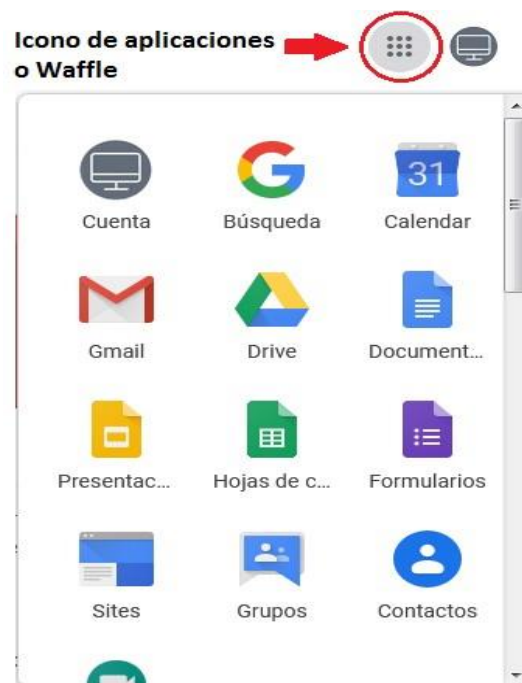 Icono de aplicaciones
o Waffle
31
Cuenta Búsqueda Calendar
Gmail Drive Document...
Presentac... Hojas de c... Formularios
Sites Grupos Contactos